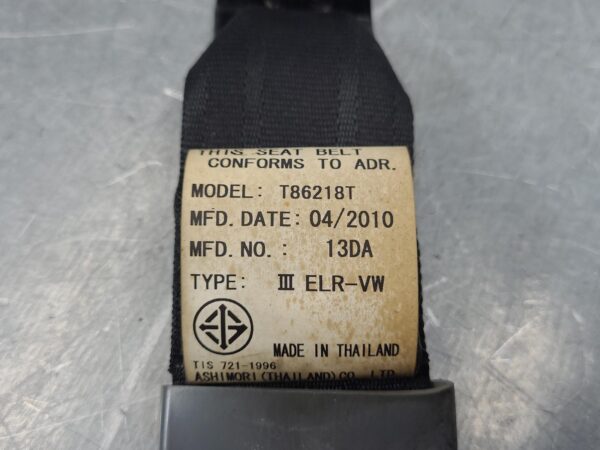 THIS SEAT BELT
CONFORMS TO ADR.
MODEL: T86218T
MFD. DATE: 04/2010
MFD. NO. : 13DA
TYPE: III ELR-VW
MADE IN THAILAND
TIS 721-1996
ASHIMORI (THAILAND) CO., LTD.